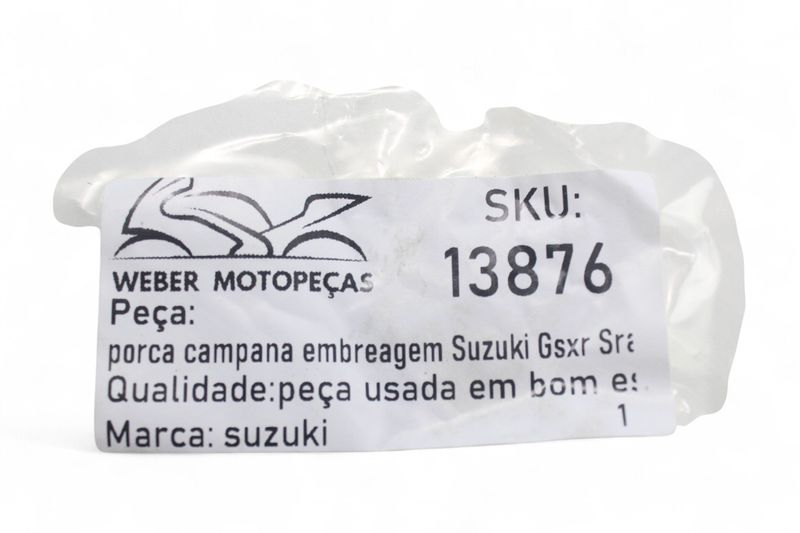 SKU:
13876
WEBER MOTOPEÇAS
Peça:
porca campana embreagem Suzuki Gsxr
Qualidade:peça usada em bom
1
Marca: suzuki